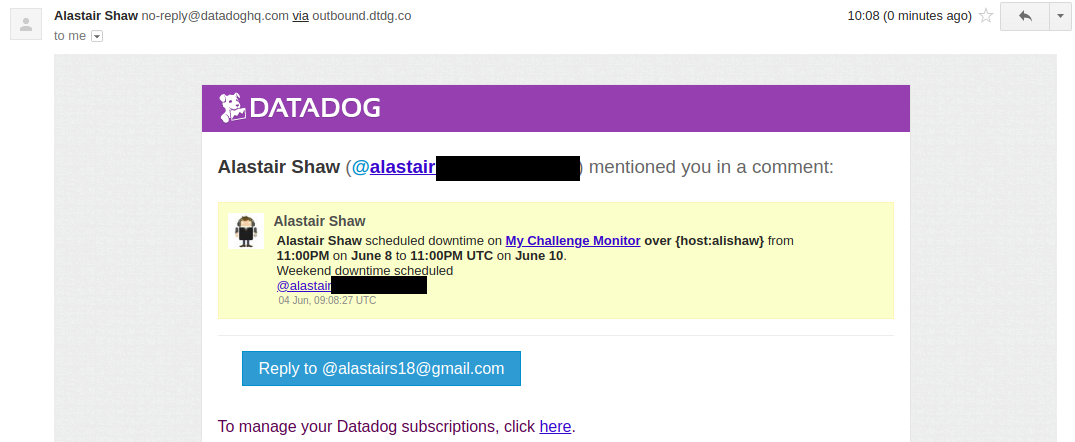 Alastair Shaw no-reply@datadoghq.com via outbound.dtdg.co
10:08 (0 minutes ago)
to me
DATADOG
Alastair Shaw (@alastair ) mentioned you in a comment:
Alastair Shaw
Alastair Shaw scheduled downtime on My Challenge Monitor over {host:alishaw} from
11:00PM on June 8 to 11:00PM UTC on June 10.
Weekend downtime scheduled
@alastair
04 Jun, 09:08:27 UTC
Reply to @alastairs18@gmail.com
To manage your Datadog subscriptions, click here.